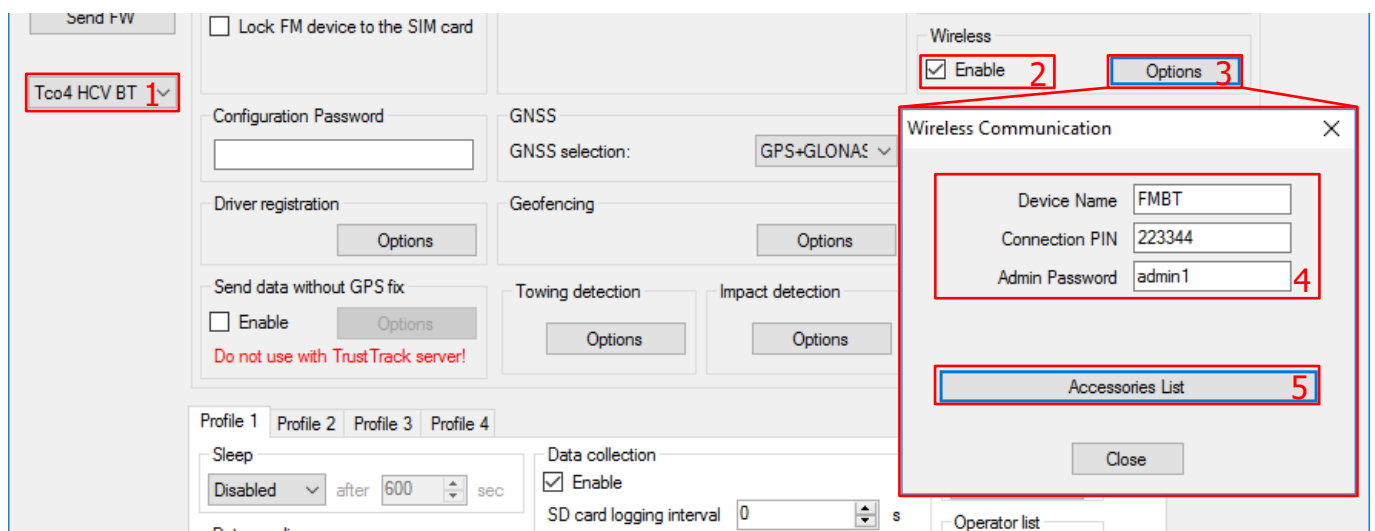 Send FW
Lock FM device to the SIM card
Wireless
Enable 2
Options 3
Tco4 HCV BT 1
Configuration Password
GNSS
GNSS selection:
GPS+GLONAS
Wireless Communication
Device Name FMBT
Connection PIN 223344
Admin Password admin1
4
Accessories List 5
Close
Driver registration
Options
Geofencing
Options
Send data without GPS fix
Enable
Options
Do not use with TrustTrack server!
Towing detection
Options
Impact detection
Options
Profile 1 Profile 2 Profile 3 Profile 4
Sleep
Disabled after 600 sec
Data collection
Enable
SD card logging interval 0 s
Operator list